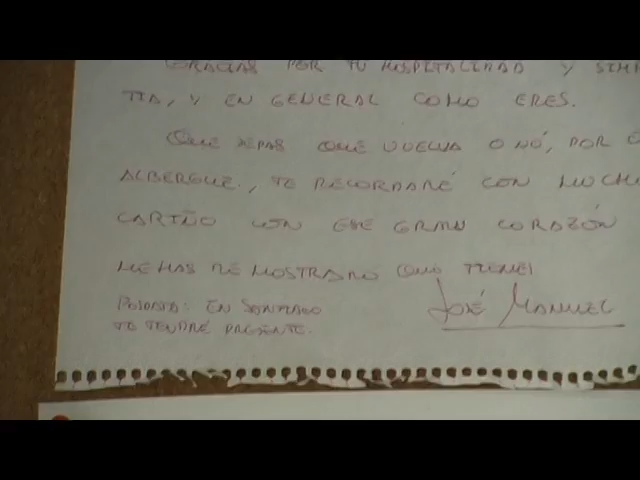 GRACIAS POR TU HOSPITALIDAD Y SIMPA
TIA, Y EN GENERAL COMO ERES.
QUE SEPAS QUE VUELVA O NÓ, POR
ALBERGUE, TE RECORDARÉ CON MUCH
CARIÑO CON ESE GRAN CORAZÓN
ME HAS DEMOSTRADO QUE TIENES
POSDATA: EN SANTIAGO
TE TENDRÉ PRESENTE.
JOSÉ MANUEL